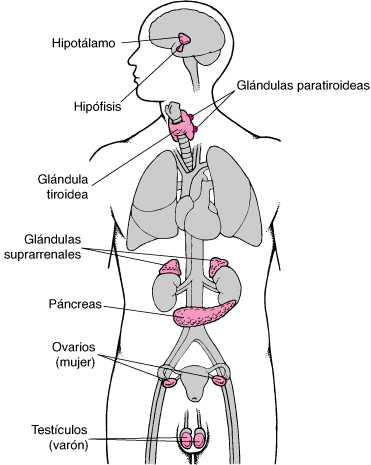 Hipotálamo
Hipófisis
Glándulas paratiroideas
Glándula
tiroidea
Glándulas
suprarrenales
Páncreas
Ovarios
(mujer)
Testículos
(varón)